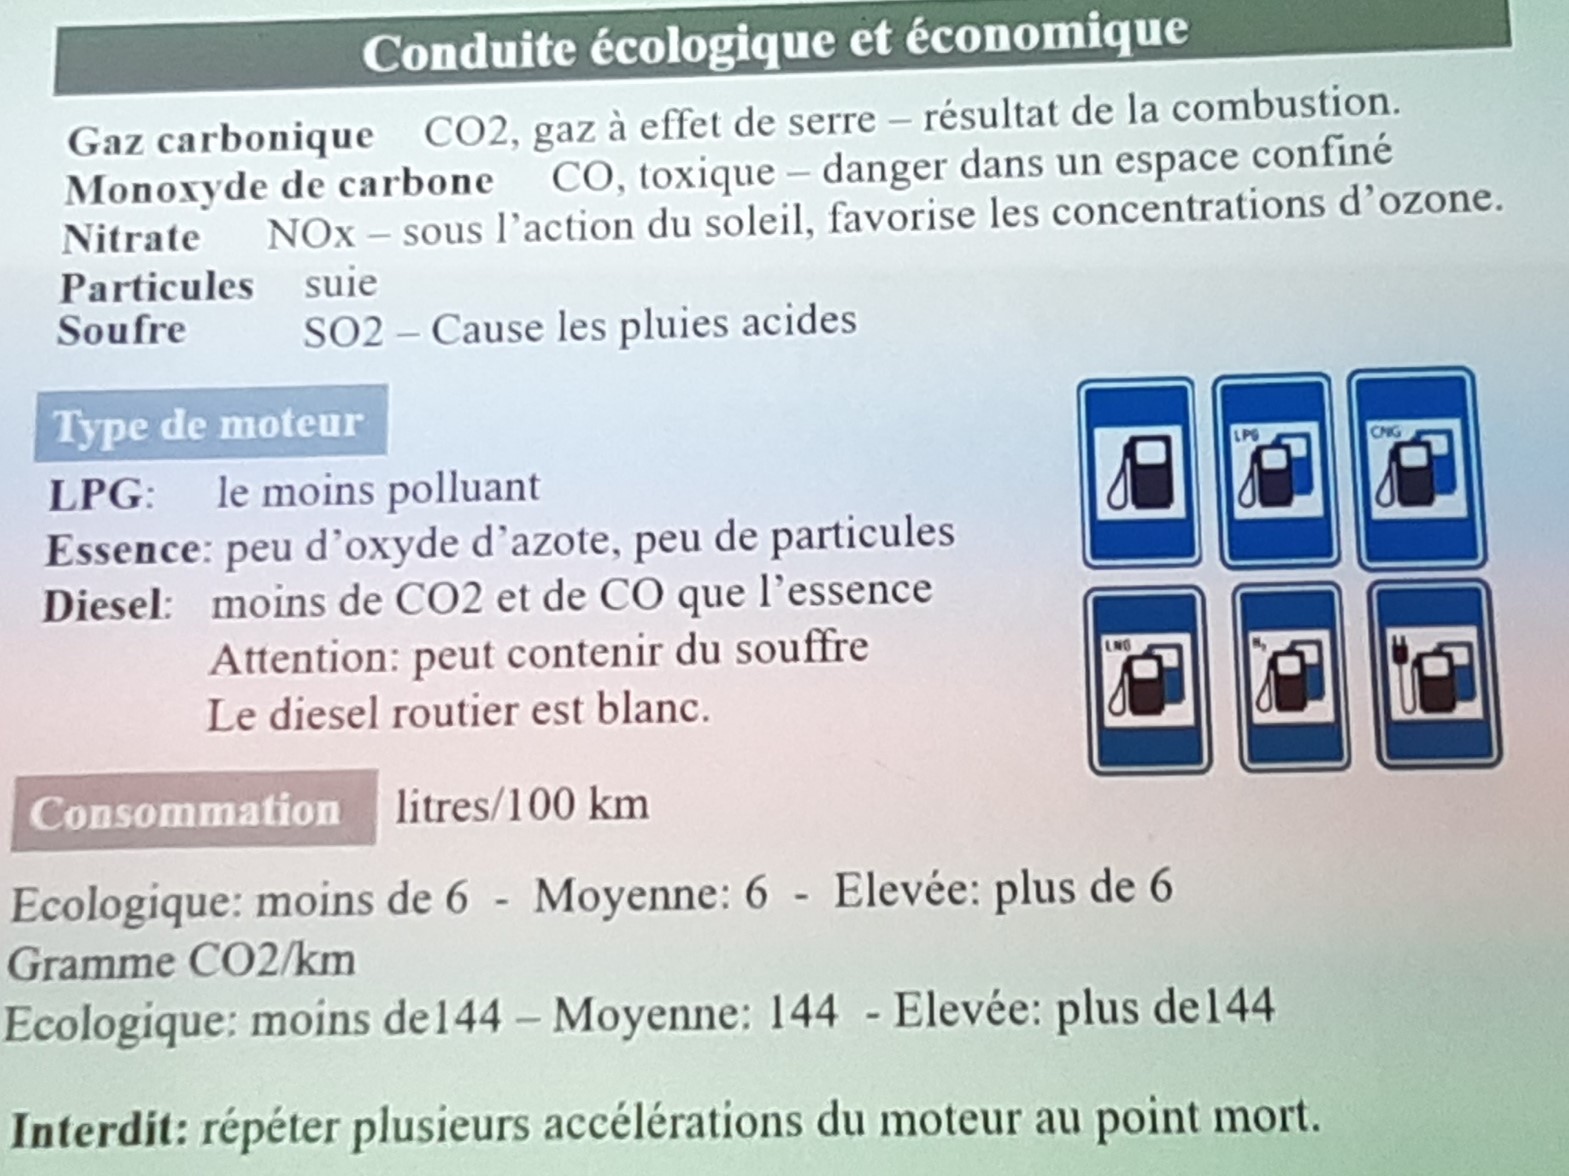 Conduite écologique et économique
Gaz carbonique CO2, gaz à effet de serre – résultat de la combustion.
Monoxyde de carbone CO, toxique – danger dans un espace confiné
Nitrate NOx – sous l'action du soleil, favorise les concentrations d'ozone.
Particules suie
Soufre SO2 – Cause les pluies acides
Type de moteur
LPG: le moins polluant
Essence: peu d'oxyde d'azote, peu de particules
Diesel: moins de CO2 et de CO que l'essence
Attention: peut contenir du souffre
Le diesel routier est blanc.
LPG
CNG
LNG
H₂
Consommation litres/100 km
Ecologique: moins de 6 - Moyenne: 6 - Elevée: plus de 6
Gramme CO2/km
Ecologique: moins de144 – Moyenne: 144 - Elevée: plus de144
Interdit: répéter plusieurs accélérations du moteur au point mort.